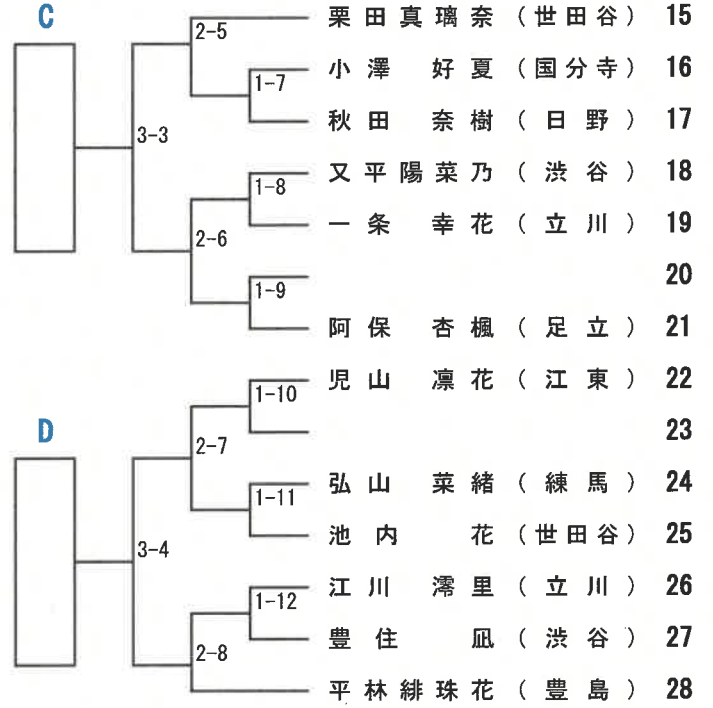 C
栗田真璃奈（世田谷） 15
2-5
小澤　好夏（国分寺） 16
1-7
秋田　奈樹（日野） 17
3-3
又平陽菜乃（渋谷） 18
1-8
一条　幸花（立川） 19
2-6
20
1-9
阿保　杏楓（足立） 21
児山　凛花（江東） 22
1-10
D
23
2-7
弘山　菜緒（練馬） 24
1-11
池内　花（世田谷） 25
3-4
江川　澪里（立川） 26
1-12
豊住　凪（渋谷） 27
2-8
平林緋珠花（豊島） 28